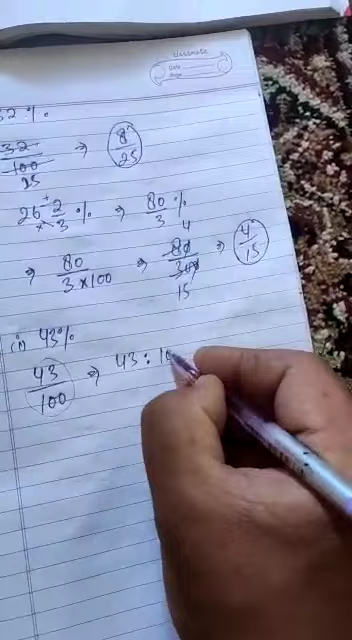 classmate
Date
Page
32 %
32/100 25 ⇒ 8/25
26 2/3 % ⇒ 80/3 %
⇒ 80/3×100 ⇒ 4 80/300 15 ⇒ 4/15
43%
43/100 ⇒ 43 : 10